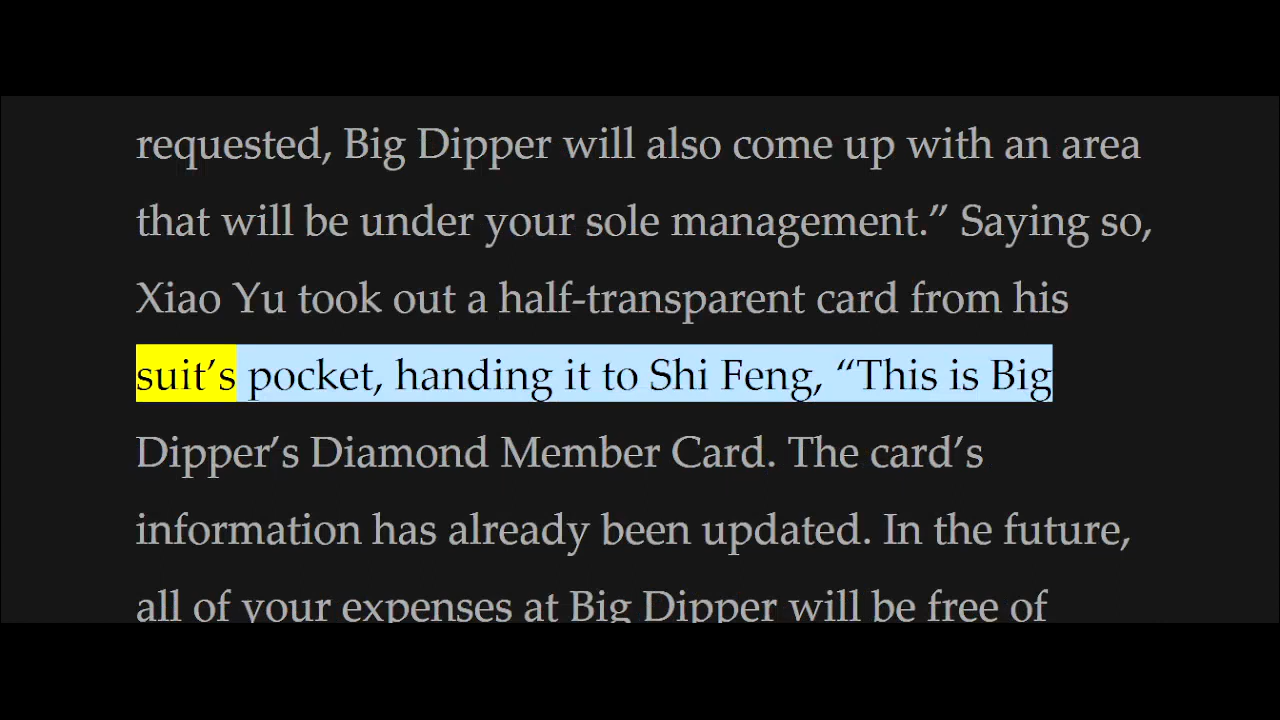 requested, Big Dipper will also come up with an area
that will be under your sole management.” Saying so,
Xiao Yu took out a half-transparent card from his
suit’s pocket, handing it to Shi Feng, “This is Big
Dipper’s Diamond Member Card. The card’s
information has already been updated. In the future,
all of your expenses at Big Dipper will be free of